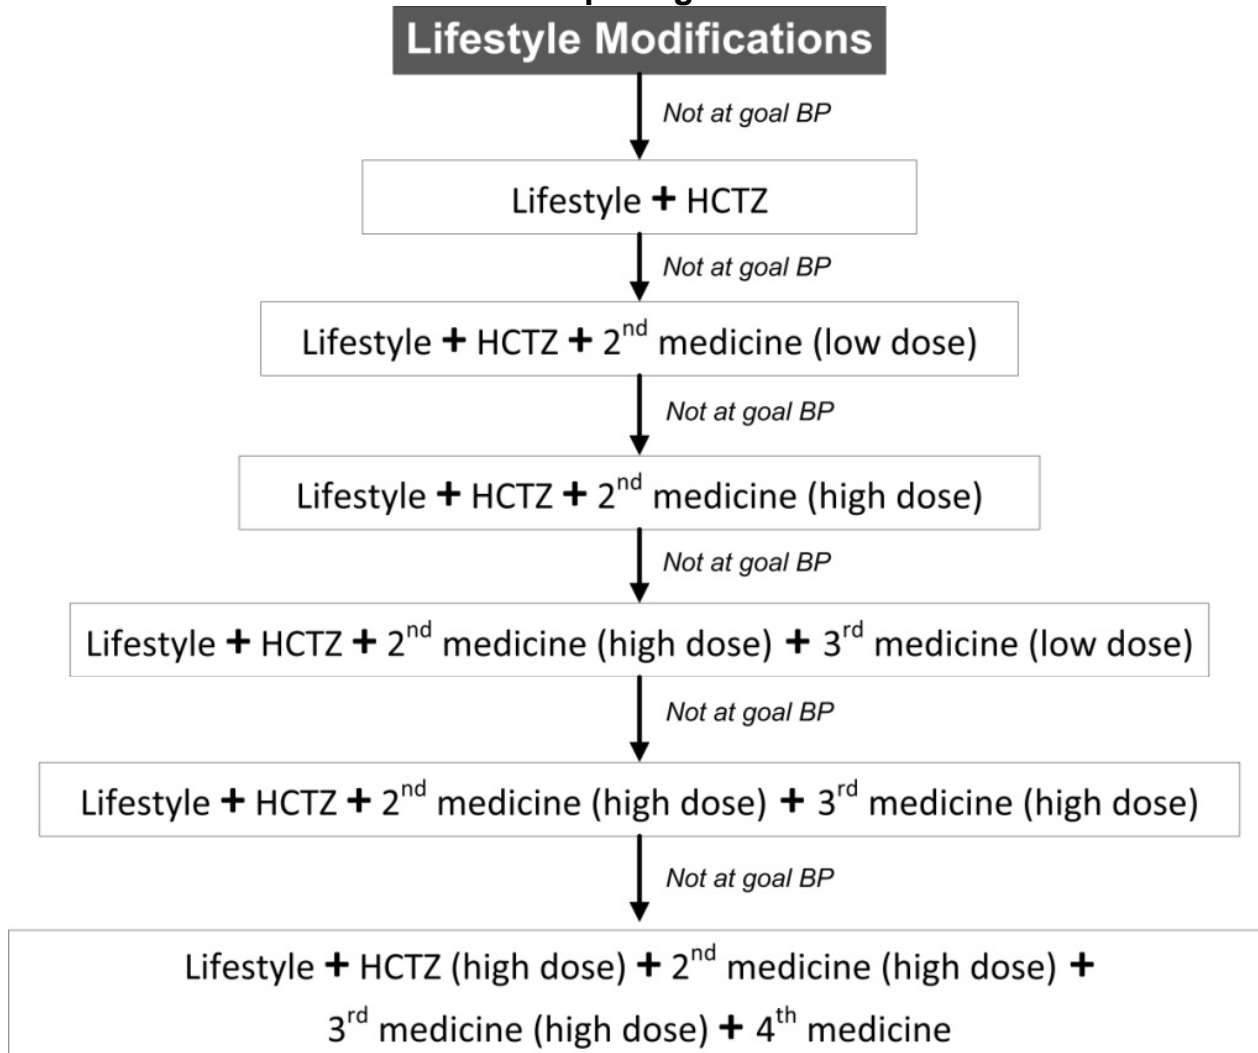 Lifestyle Modifications
Not at goal BP
Lifestyle + HCTZ
Not at goal BP
Lifestyle + HCTZ + 2nd medicine (low dose)
Not at goal BP
Lifestyle + HCTZ + 2nd medicine (high dose)
Not at goal BP
Lifestyle + HCTZ + 2nd medicine (high dose) + 3rd medicine (low dose)
Not at goal BP
Lifestyle + HCTZ + 2nd medicine (high dose) + 3rd medicine (high dose)
Not at goal BP
Lifestyle + HCTZ (high dose) + 2nd medicine (high dose) +
3rd medicine (high dose) + 4th medicine